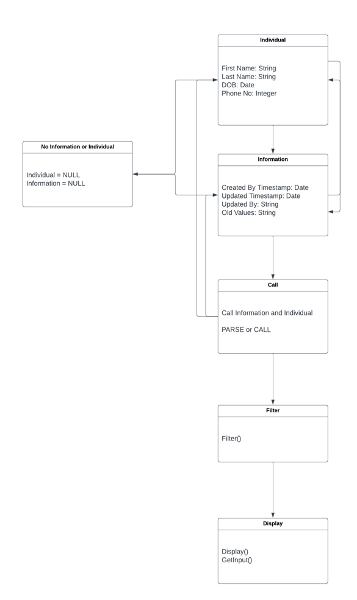 Individual
First Name: String
Last Name: String
DOB: Date
Phone No: Integer
No Information or Individual
Individual = NULL
Information = NULL
Information
Created By Timestamp: Date
Updated Timestamp: Date
Updated By: String
Old Values: String
Call
Call Information and Individual
PARSE or CALL
Filter
Filter()
Display
Display()
GetInput()